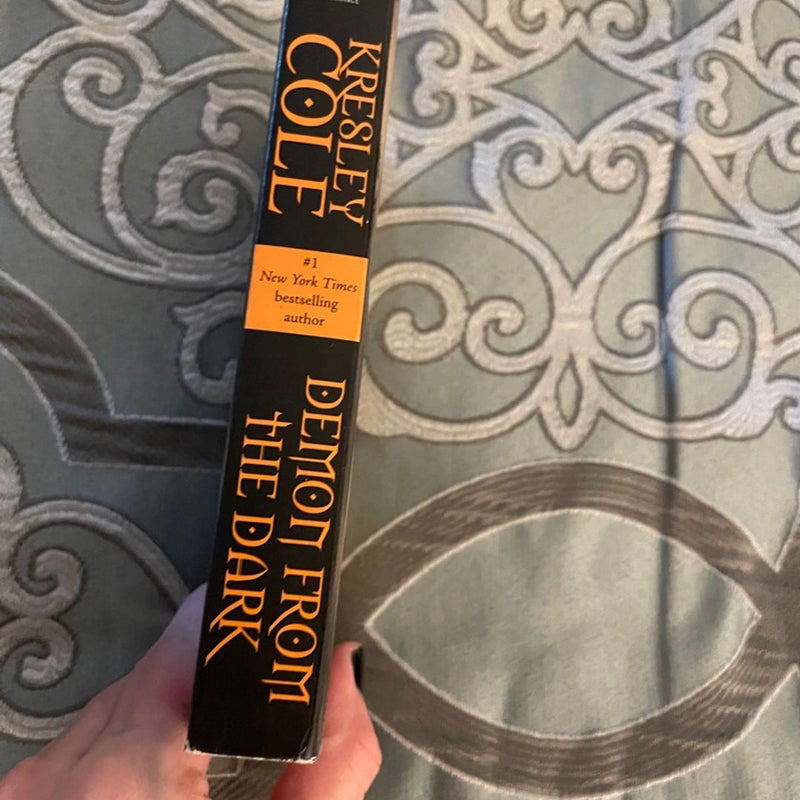 KRESLEY
COLE
#1
New York Times
bestselling
author
DEMON FROM
THE DARK